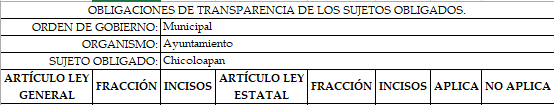 OBLIGACIONES DE TRANSPARENCIA DE LOS SUJETOS OBLIGADOS.
ORDEN DE GOBIERNO: Municipal
ORGANISMO: Ayuntamiento
SUJETO OBLIGADO: Chicoloapan
ARTÍCULO LEY GENERAL FRACCIÓN INCISOS ARTÍCULO LEY ESTATAL FRACCIÓN INCISOS APLICA NO APLICA